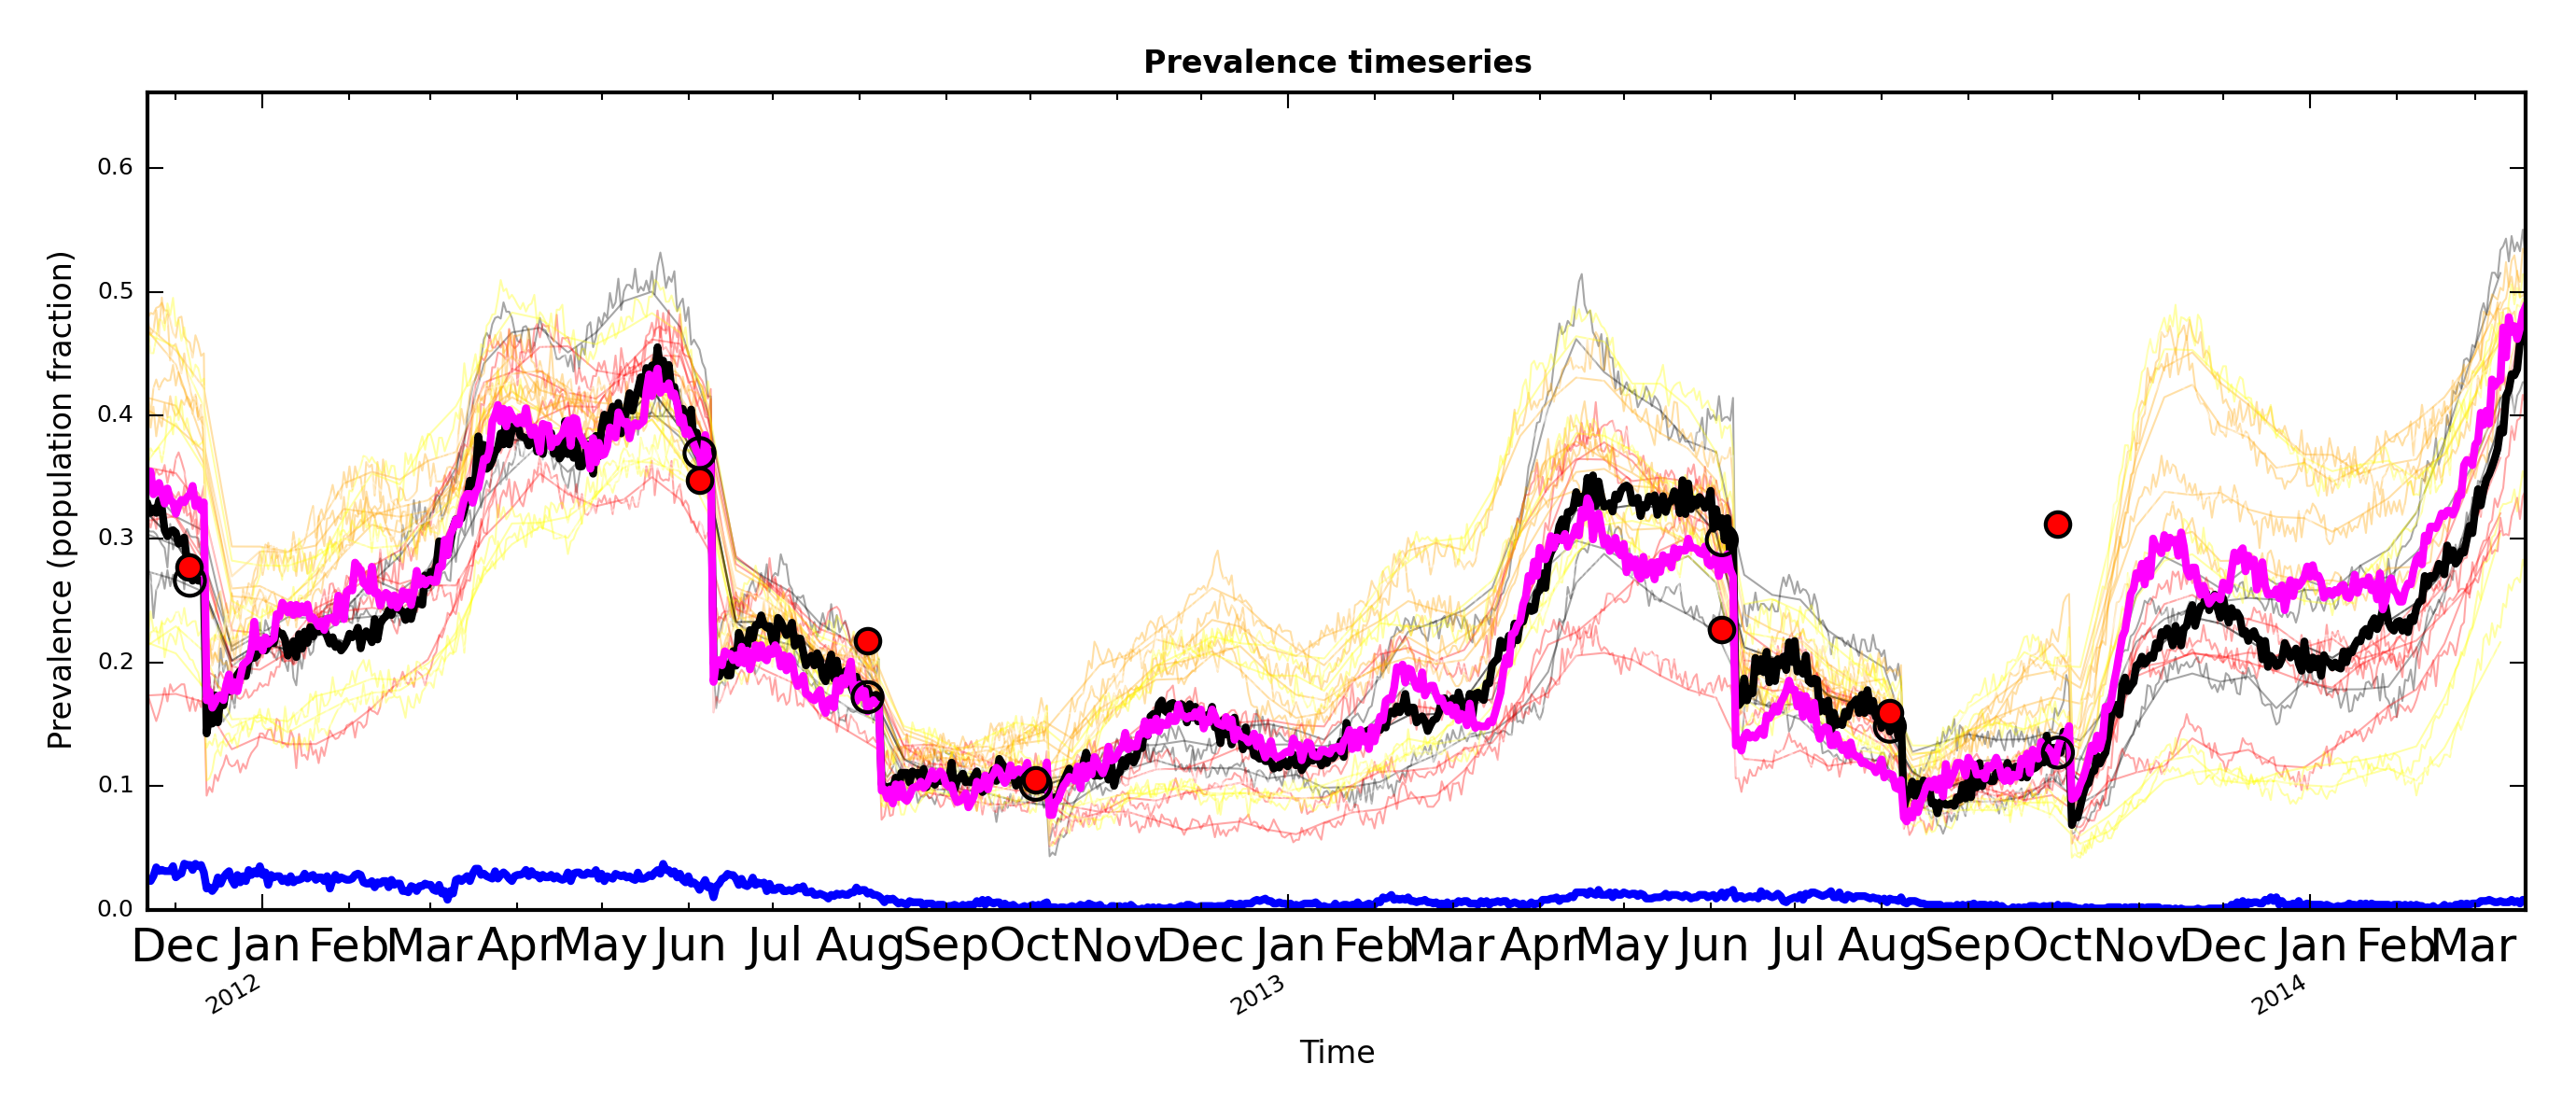 Prevalence timeseries
Prevalence (population fraction)
0.6
0.5
0.4
0.3
0.2
0.1
0.0
Dec Jan Feb Mar Apr May Jun Jul Aug Sep Oct Nov Dec Jan Feb Mar Apr May Jun Jul Aug Sep Oct Nov Dec Jan Feb Mar
2012 2013 2014
Time